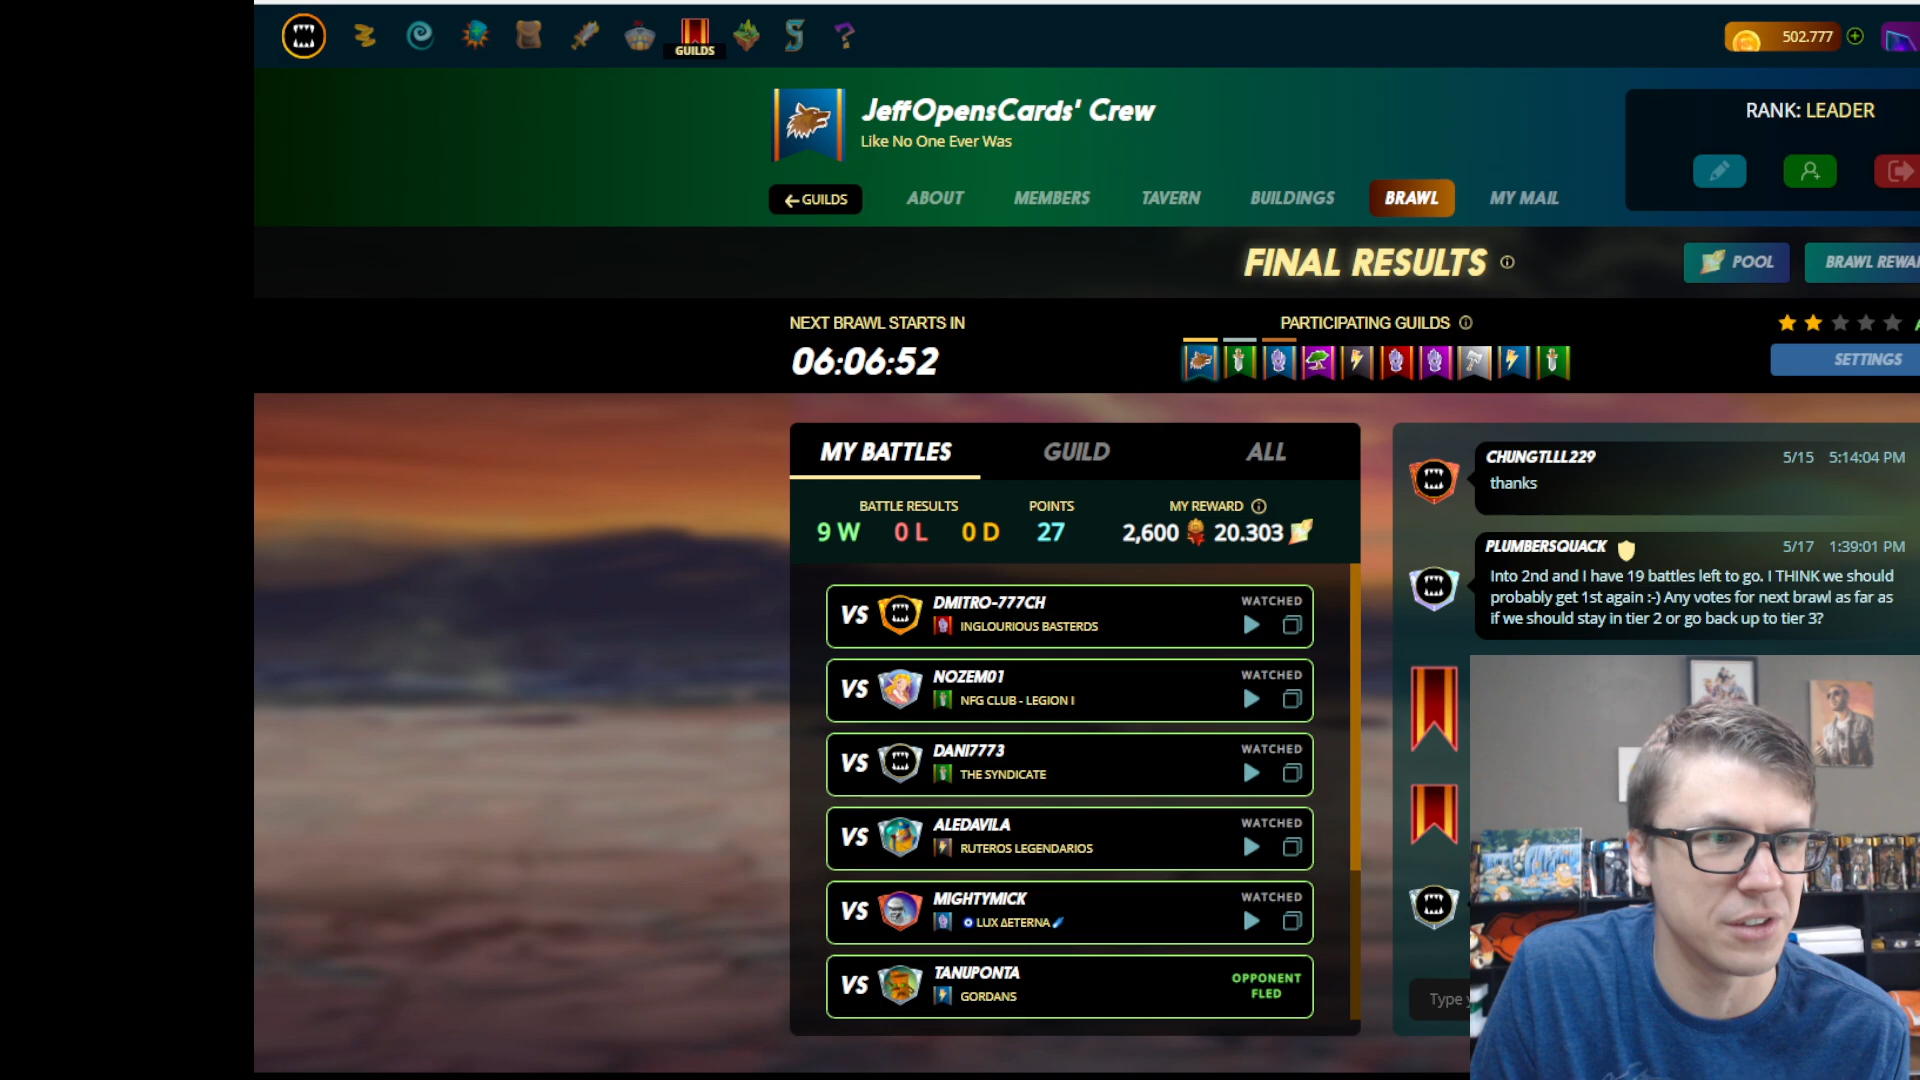 GUILDS
502.777
JeffOpensCards' Crew
Like No One Ever Was
RANK: LEADER
GUILDS
ABOUT
MEMBERS
TAVERN
BUILDINGS
BRAWL
MY MAIL
FINAL RESULTS
POOL
BRAWL
NEXT BRAWL STARTS IN
06:06:52
PARTICIPATING GUILDS
SETTINGS
MY BATTLES
GUILD
ALL
BATTLE RESULTS
POINTS
MY REWARD
9 W
0 L
0 D
27
2,600
20.303
VS
DMITRO-777CH
INGLOURIOUS BASTERDS
WATCHED
VS
NOZEM01
NFG CLUB - LEGION I
WATCHED
VS
DANI7773
THE SYNDICATE
WATCHED
VS
ALEDAVILA
RUTEROS LEGENDARIOS
WATCHED
VS
MIGHTYMICK
LUX ΔETERNA
WATCHED
VS
TANUPONTA
GORDANS
OPPONENT
FLED
CHUNGTLLL229
5/15 5:14:04 PM
thanks
PLUMBERSQUACK
5/17 1:39:01 PM
Into 2nd and I have 19 battles left to go. I THINK we should
probably get 1st again :-) Any votes for next brawl as far as
if we should stay in tier 2 or go back up to tier 3?
Type